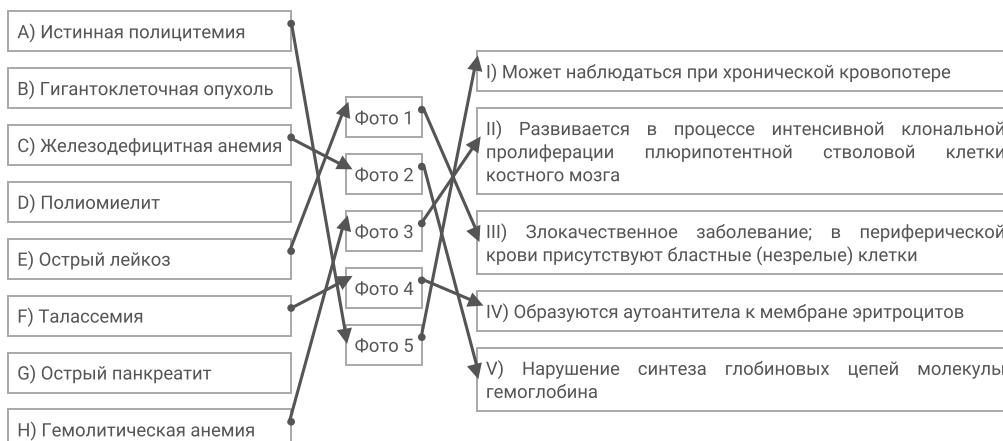 A) Истинная полицитемия
B) Гигантоклеточная опухоль
C) Железодефицитная анемия
D) Полиомиелит
E) Острый лейкоз
F) Талассемия
G) Острый панкреатит
H) Гемолитическая анемия
Фото 1
Фото 2
Фото 3
Фото 4
Фото 5
I) Может наблюдаться при хронической кровопотере
II) Развивается в процессе интенсивной клональной
пролиферации плюрипотентной стволовой клетки
костного мозга
III) Злокачественное заболевание; в периферической
крови присутствуют бластные (незрелые) клетки
IV) Образуются аутоантитела к мембране эритроцитов
V) Нарушение синтеза глобиновых цепей молекулы
гемоглобина